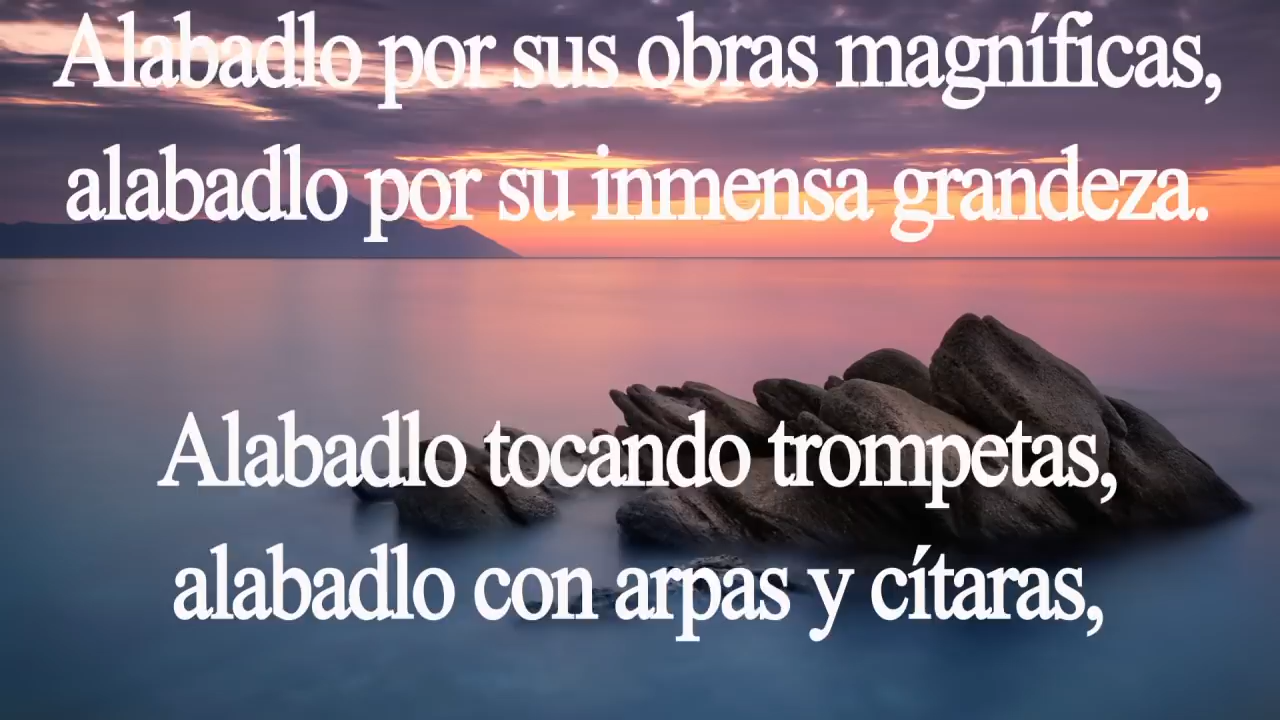 Alabadlo por sus obras magníficas,
alabadlo por su inmensa grandeza.
Alabadlo tocando trompetas,
alabadlo con arpas y cítaras,